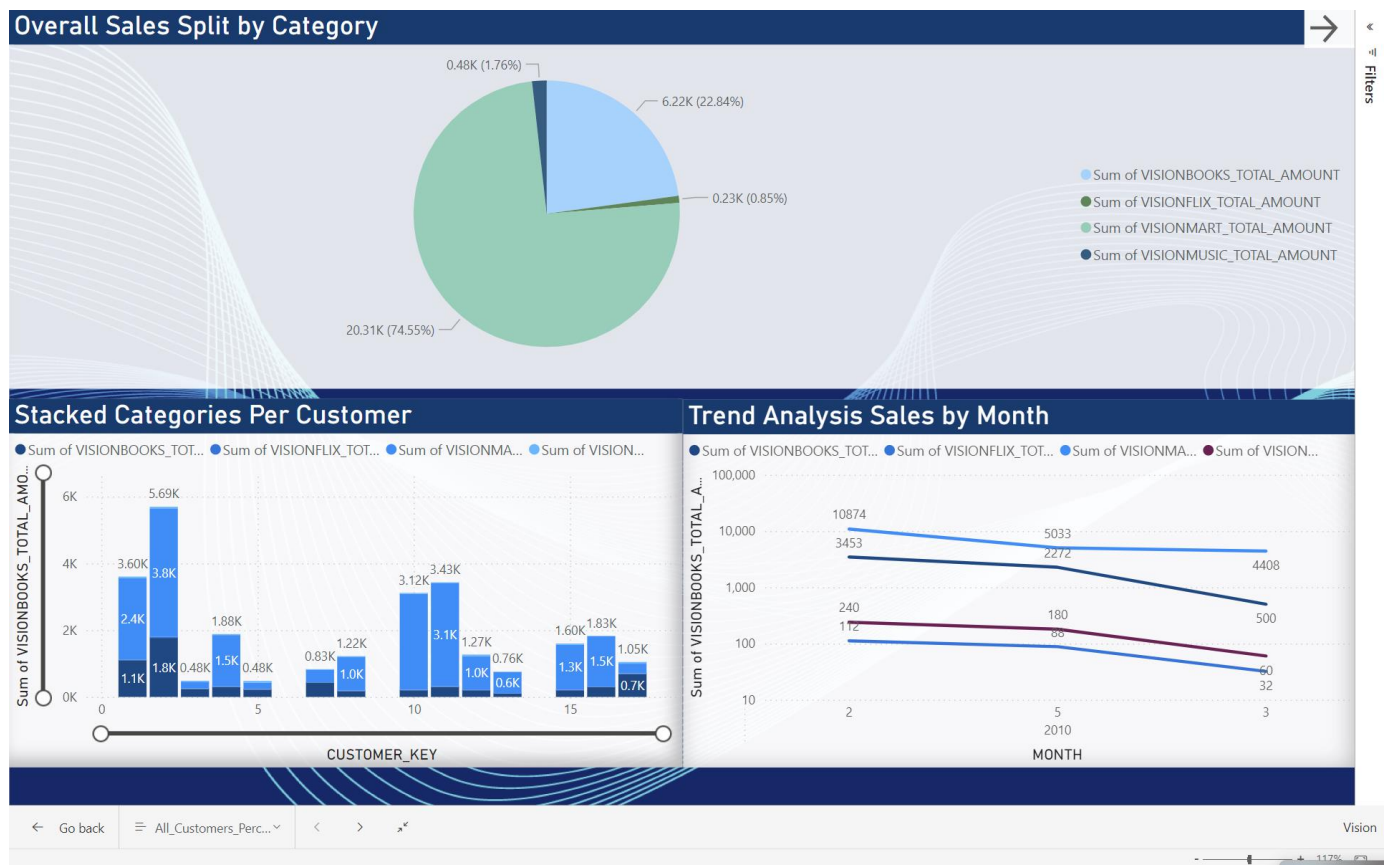 Overall Sales Split by Category
Filters
0.48K (1.76%)
6.22K (22.84%)
0.23K (0.85%)
20.31K (74.55%)
Sum of VISIONBOOKS_TOTAL_AMOUNT
Sum of VISIONFLIX_TOTAL_AMOUNT
Sum of VISIONMART_TOTAL_AMOUNT
Sum of VISIONMUSIC_TOTAL_AMOUNT
Stacked Categories Per Customer
Sum of VISIONBOOKS_TOT... Sum of VISIONFLIX_TOT... Sum of VISIONMA... Sum of VISION...
Sum of VISIONBOOKS_TOTAL_AMO...
6K
4K
2K
0K
3.60K
2.4K
1.1K
5.69K
3.8K
1.8K
0.48K
1.88K
1.5K
0.48K
0.83K
1.22K
1.0K
3.12K
3.43K
3.1K
1.27K
1.0K
0.76K
0.6K
1.60K
1.3K
1.83K
1.5K
1.05K
0.7K
0 5 10 15
CUSTOMER_KEY
Trend Analysis Sales by Month
Sum of VISIONBOOKS_TOT... Sum of VISIONFLIX_TOT... Sum of VISIONMA... Sum of VISION...
Sum of VISIONBOOKS_TOTAL_A...
100,000
10,000
1,000
100
10
10874
3453
240
112
5033
2272
180
88
4408
500
60
32
2 5 3
2010
MONTH
Go back
All_Customers_Perc...
Vision
117%